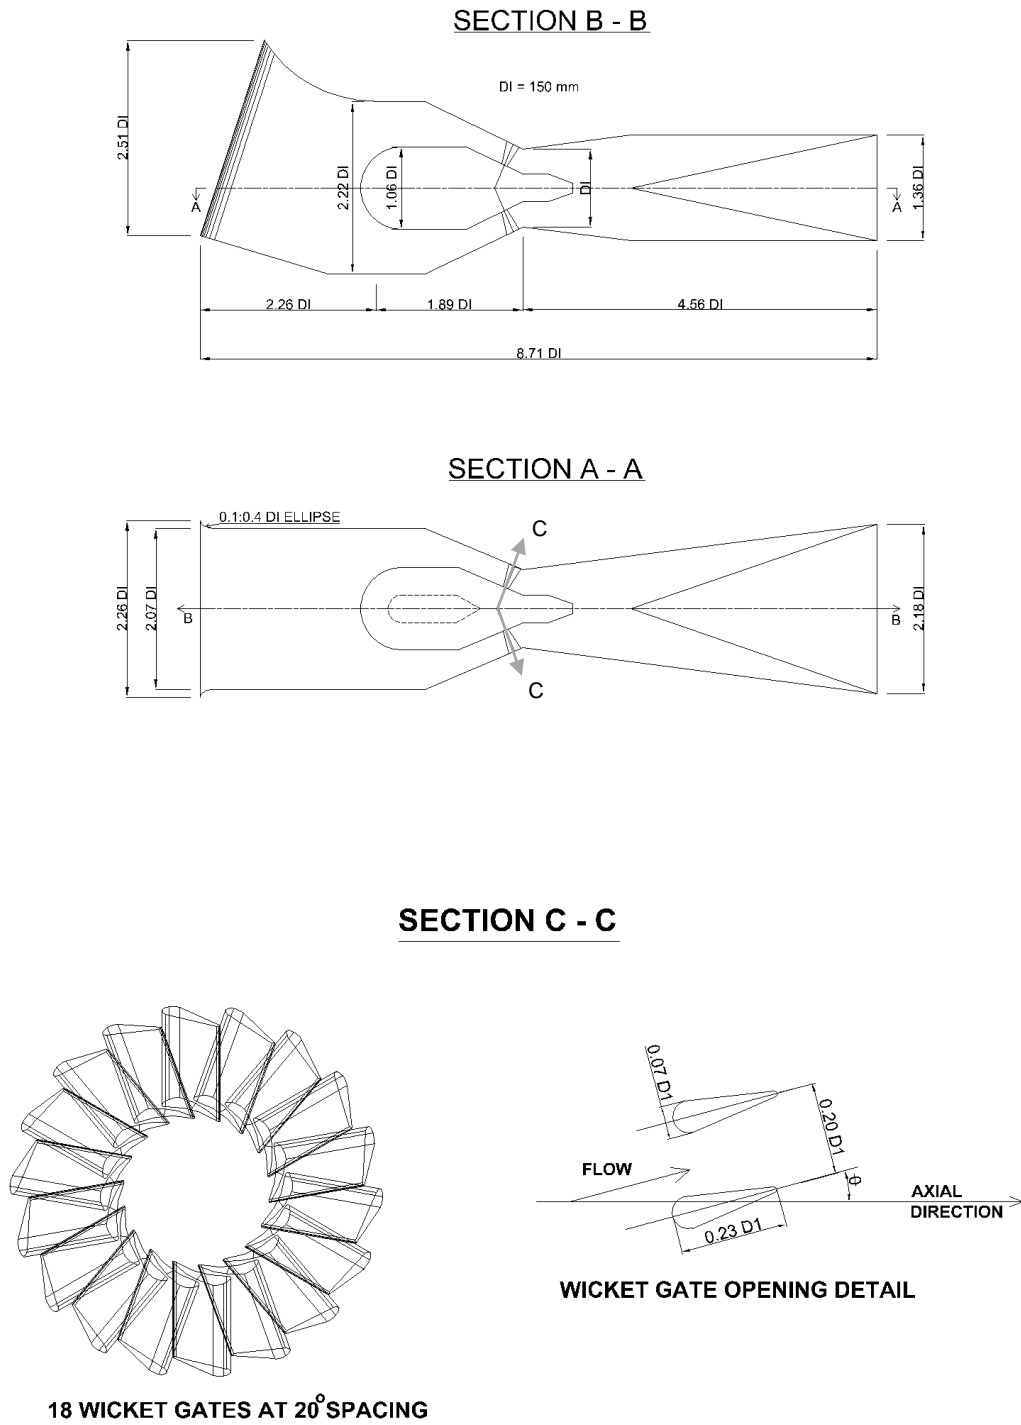 SECTION B - B
DI = 150 mm
2.51 DI
2.22 DI
1.06 DI
DI
1.36 DI
A
A
2.26 DI
1.89 DI
4.56 DI
8.71 DI
SECTION A - A
0.1:0.4 DI ELLIPSE
C
2.26 DI
2.07 DI
B
B
2.18 DI
C
SECTION C - C
0.07 D1
0.20 D1
FLOW
θ
AXIAL
DIRECTION
0.23 D1
WICKET GATE OPENING DETAIL
18 WICKET GATES AT 20° SPACING